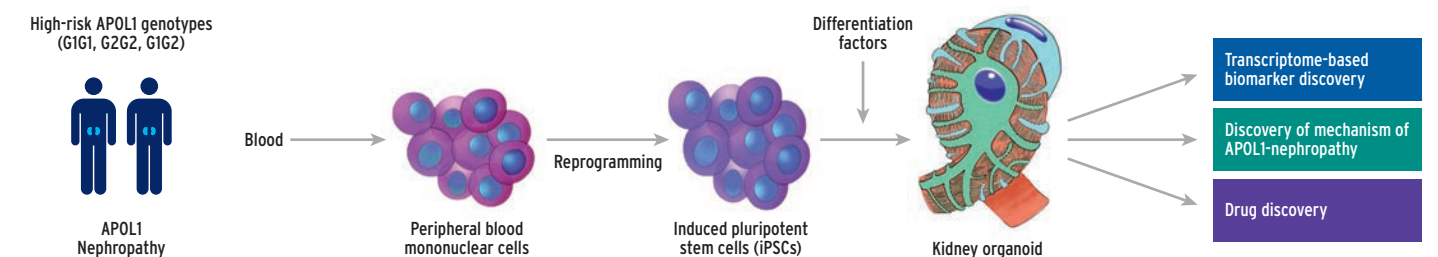 High-risk APOL1 genotypes
(G1G1, G2G2, G1G2)
APOL1
Nephropathy
Blood
Peripheral blood
mononuclear cells
Reprogramming
Induced pluripotent
stem cells (iPSCs)
Differentiation
factors
Kidney organoid
Transcriptome-based
biomarker discovery
Discovery of mechanism of
APOL1-nephropathy
Drug discovery